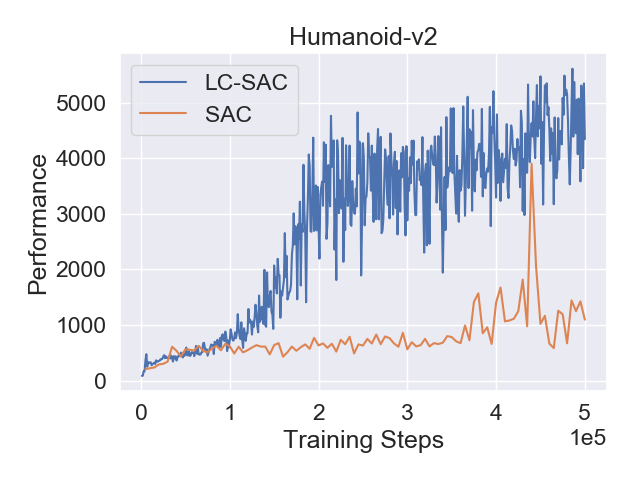 Humanoid-v2
LC-SAC
SAC
Performance
5000
4000
3000
2000
1000
0
0 1 2 3 4 5
1e5
Training Steps